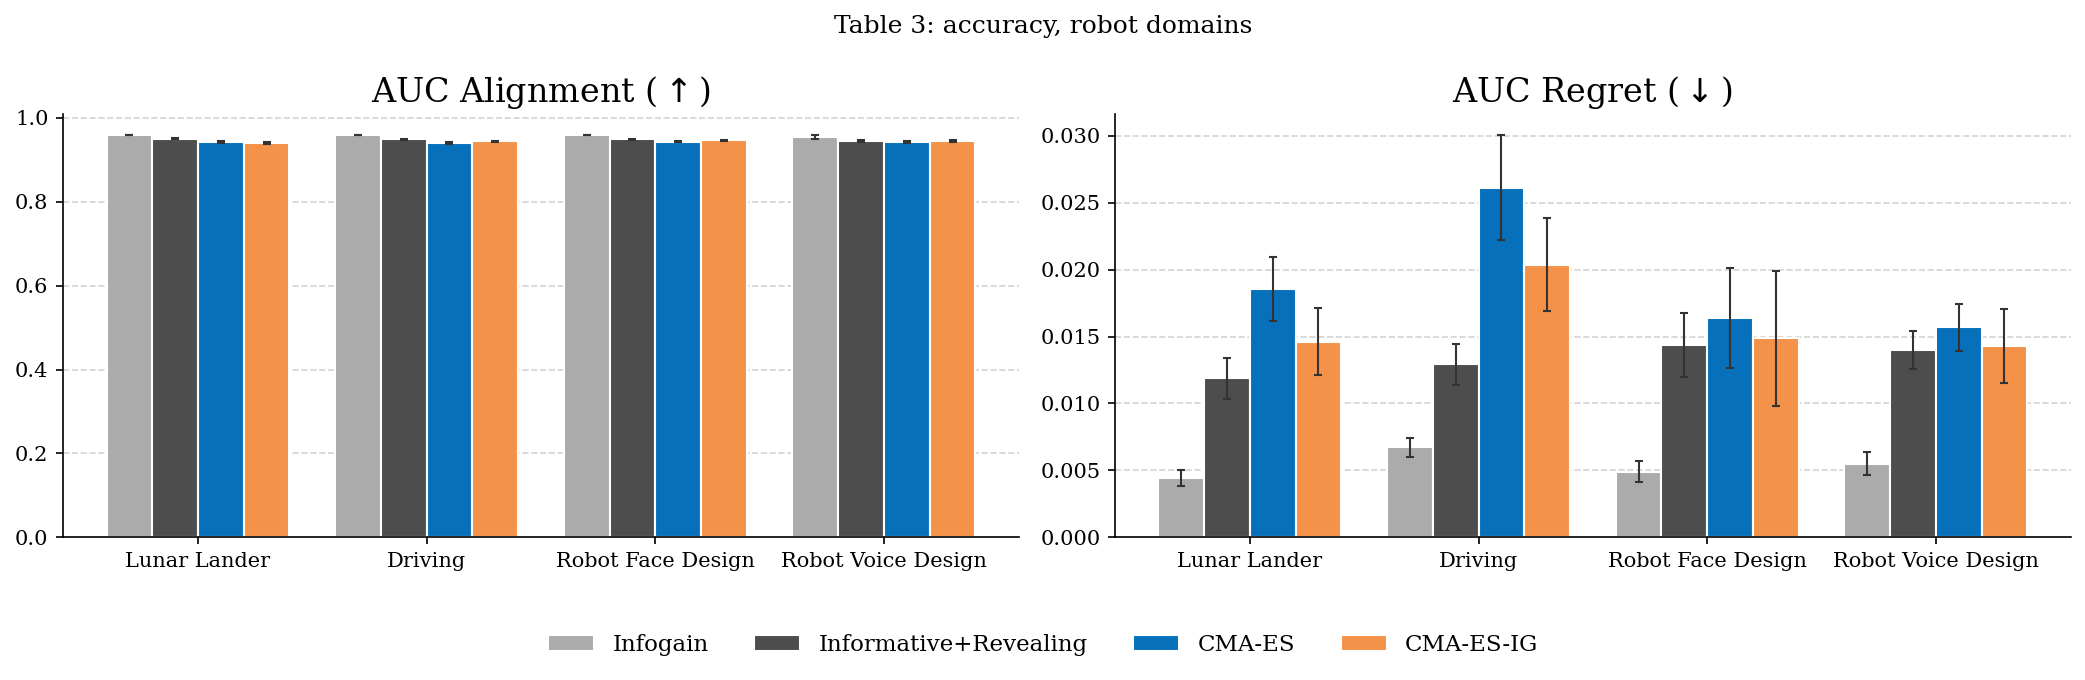 Table 3: accuracy, robot domains
AUC Alignment ( ↑ )
1.0
0.8
0.6
0.4
0.2
0.0
Lunar Lander Driving Robot Face Design Robot Voice Design
AUC Regret ( ↓ )
0.030
0.025
0.020
0.015
0.010
0.005
0.000
Lunar Lander Driving Robot Face Design Robot Voice Design
Infogain Informative+Revealing CMA-ES CMA-ES-IG